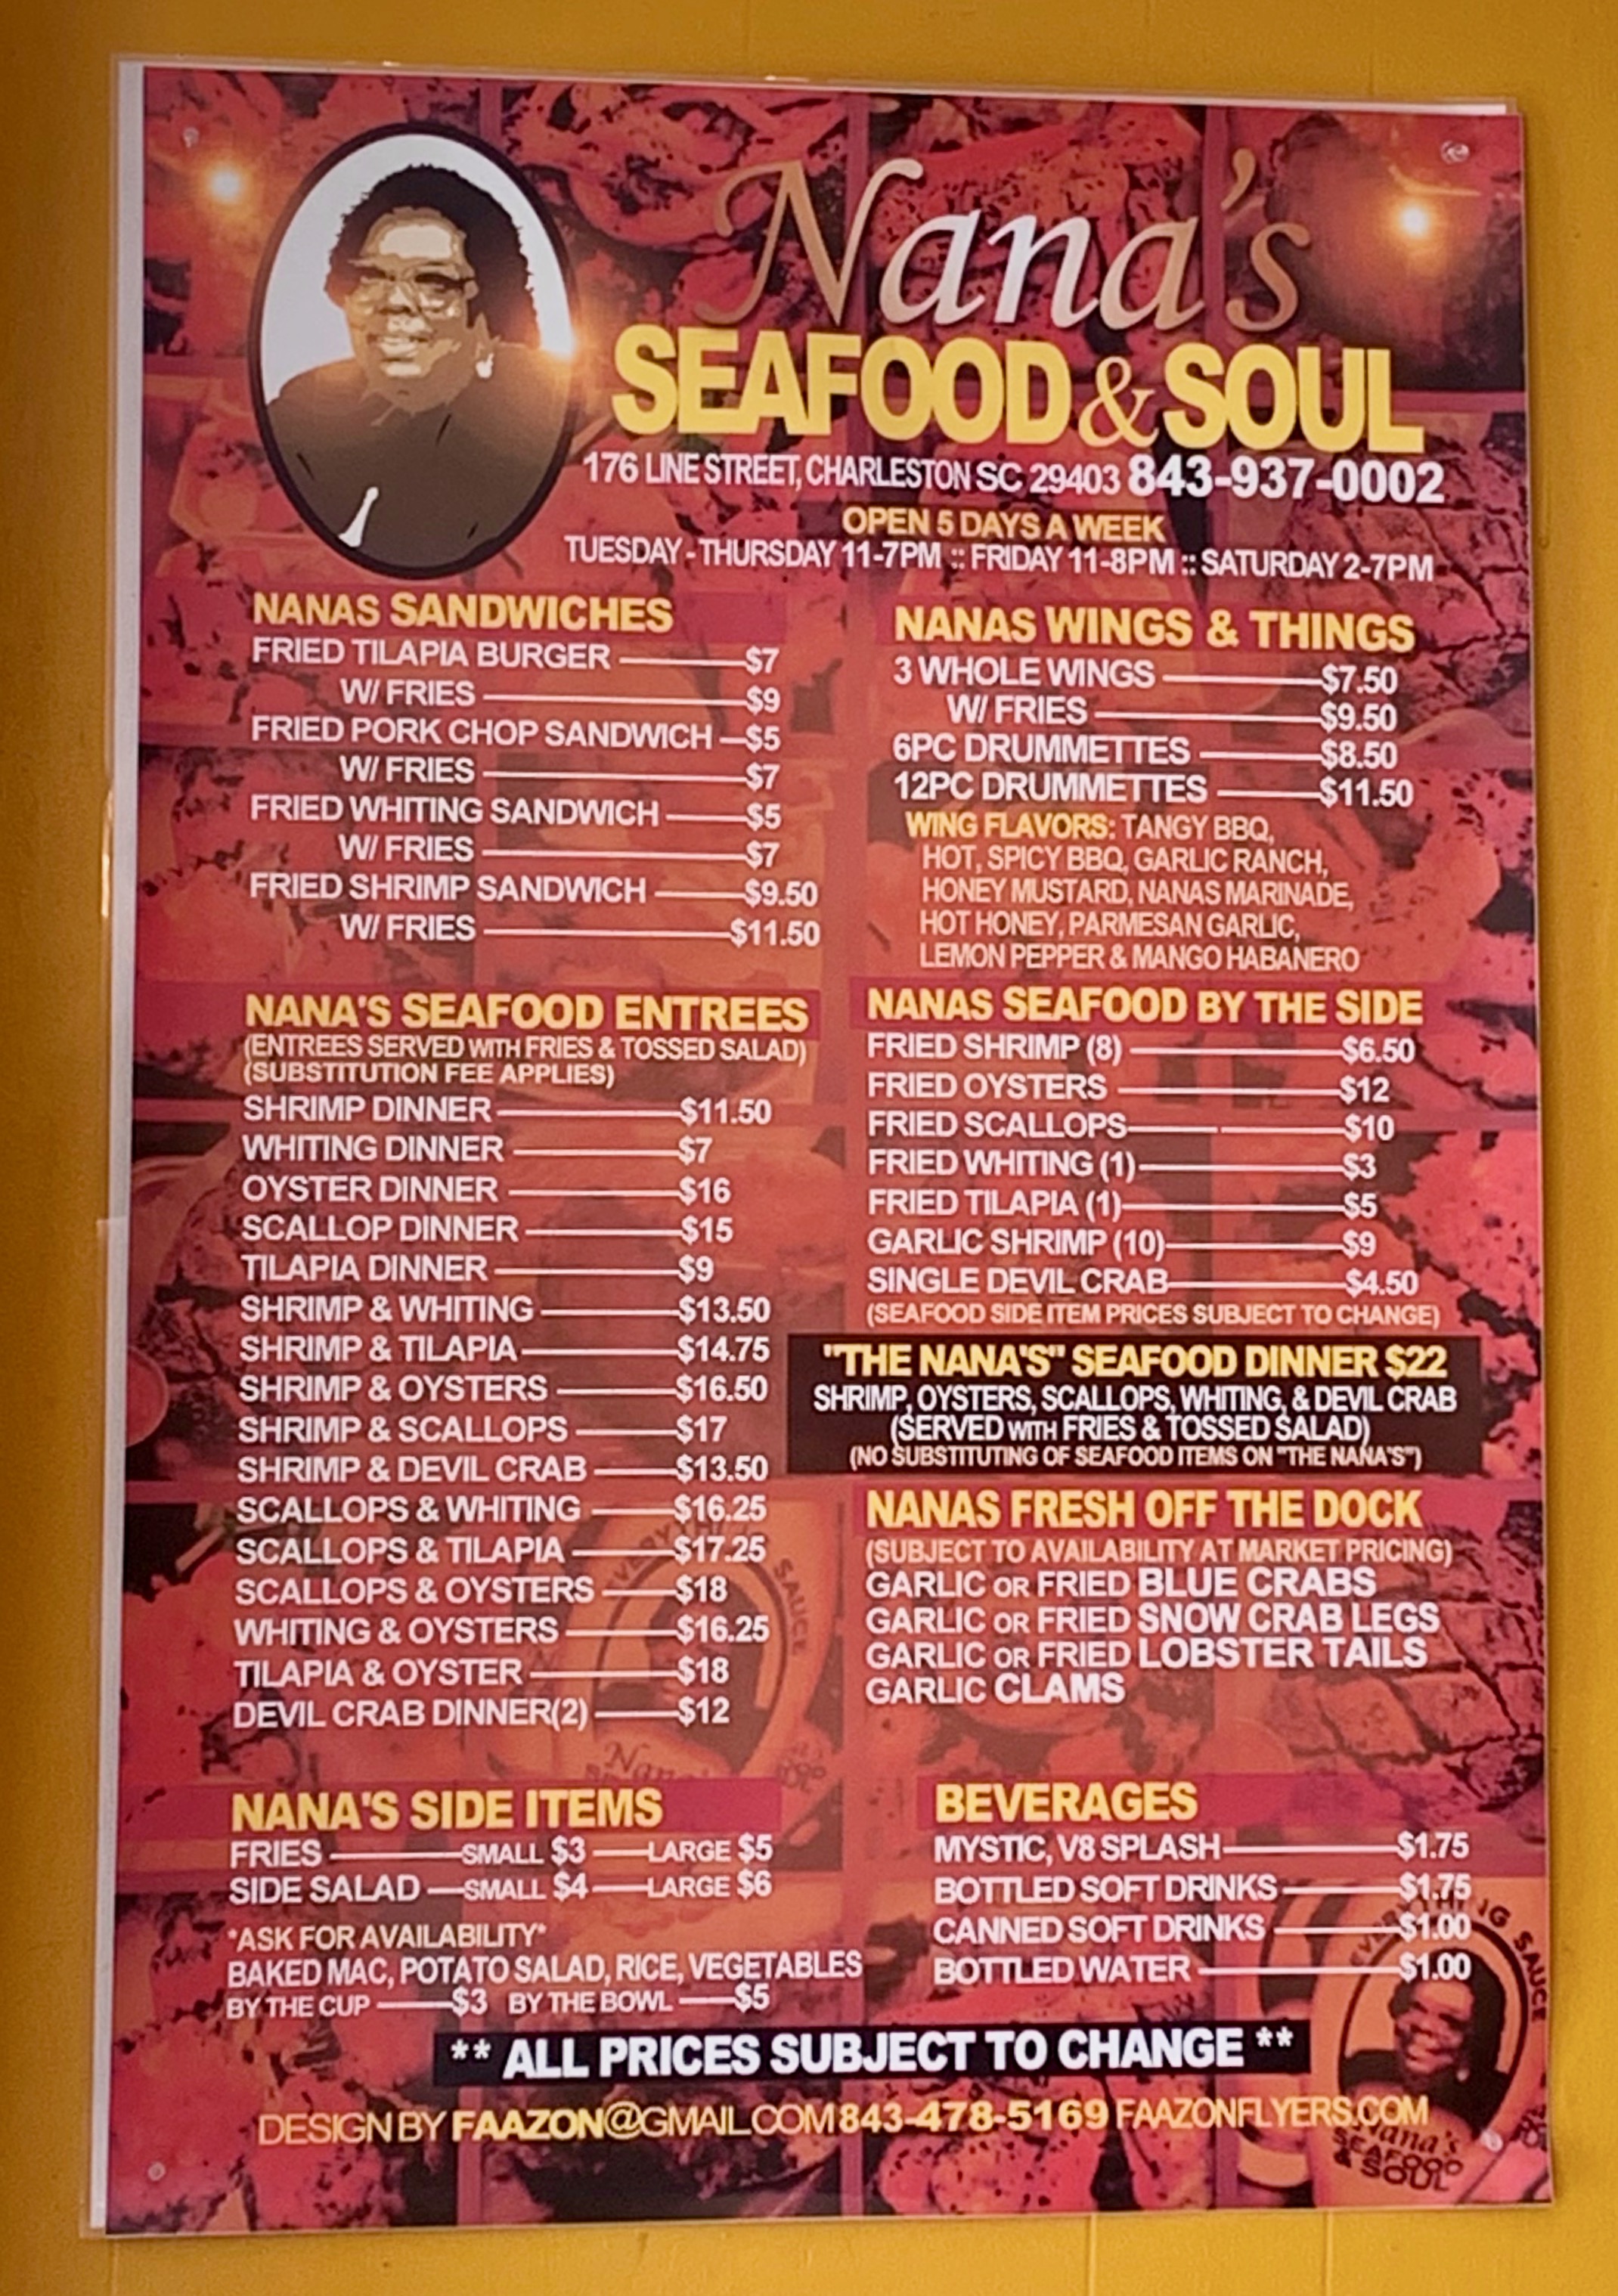 Nana's
SEAFOOD & SOUL
176 LINE STREET, CHARLESTON SC 29403 843-937-0002
OPEN 5 DAYS A WEEK
TUESDAY - THURSDAY 11-7PM :: FRIDAY 11-8PM :: SATURDAY 2-7PM
NANAS SANDWICHES
FRIED TILAPIA BURGER $7
W/ FRIES $9
FRIED PORK CHOP SANDWICH $5
W/ FRIES $7
FRIED WHITING SANDWICH $5
W/ FRIES $7
FRIED SHRIMP SANDWICH $9.50
W/ FRIES $11.50
NANAS WINGS & THINGS
3 WHOLE WINGS $7.50
W/ FRIES $9.50
6PC DRUMMETTES $8.50
12PC DRUMMETTES $11.50
WING FLAVORS: TANGY BBQ,
HOT, SPICY BBQ, GARLIC RANCH,
HONEY MUSTARD, NANAS MARINADE,
HOT HONEY, PARMESAN GARLIC,
LEMON PEPPER & MANGO HABANERO
NANA'S SEAFOOD ENTREES
(ENTREES SERVED WITH FRIES & TOSSED SALAD)
(SUBSTITUTION FEE APPLIES)
SHRIMP DINNER $11.50
WHITING DINNER $7
OYSTER DINNER $16
SCALLOP DINNER $15
TILAPIA DINNER $9
SHRIMP & WHITING $13.50
SHRIMP & TILAPIA $14.75
SHRIMP & OYSTERS $16.50
SHRIMP & SCALLOPS $17
SHRIMP & DEVIL CRAB $13.50
SCALLOPS & WHITING $16.25
SCALLOPS & TILAPIA $17.25
SCALLOPS & OYSTERS $18
WHITING & OYSTERS $16.25
TILAPIA & OYSTER $18
DEVIL CRAB DINNER(2) $12
NANAS SEAFOOD BY THE SIDE
FRIED SHRIMP (8) $6.50
FRIED OYSTERS $12
FRIED SCALLOPS $10
FRIED WHITING (1) $3
FRIED TILAPIA (1) $5
GARLIC SHRIMP (10) $9
SINGLE DEVIL CRAB $4.50
(SEAFOOD SIDE ITEM PRICES SUBJECT TO CHANGE)
"THE NANA'S" SEAFOOD DINNER $22
SHRIMP, OYSTERS, SCALLOPS, WHITING, & DEVIL CRAB
(SERVED WITH FRIES & TOSSED SALAD)
(NO SUBSTITUTING OF SEAFOOD ITEMS ON "THE NANA'S")
NANAS FRESH OFF THE DOCK
(SUBJECT TO AVAILABILITY AT MARKET PRICING)
GARLIC OR FRIED BLUE CRABS
GARLIC OR FRIED SNOW CRAB LEGS
GARLIC OR FRIED LOBSTER TAILS
GARLIC CLAMS
NANA'S SIDE ITEMS
FRIES SMALL $3 LARGE $5
SIDE SALAD SMALL $4 LARGE $6
*ASK FOR AVAILABILITY*
BAKED MAC, POTATO SALAD, RICE, VEGETABLES
BY THE CUP $3 BY THE BOWL $5
BEVERAGES
MYSTIC, V8 SPLASH $1.75
BOTTLED SOFT DRINKS $1.75
CANNED SOFT DRINKS $1.00
BOTTLED WATER $1.00
EVERYTHING SAUCE
Nana's
SEAFOOD
& SOUL
** ALL PRICES SUBJECT TO CHANGE **
DESIGN BY FAAZON@GMAIL.COM 843-478-5169 FAAZONFLYERS.COM